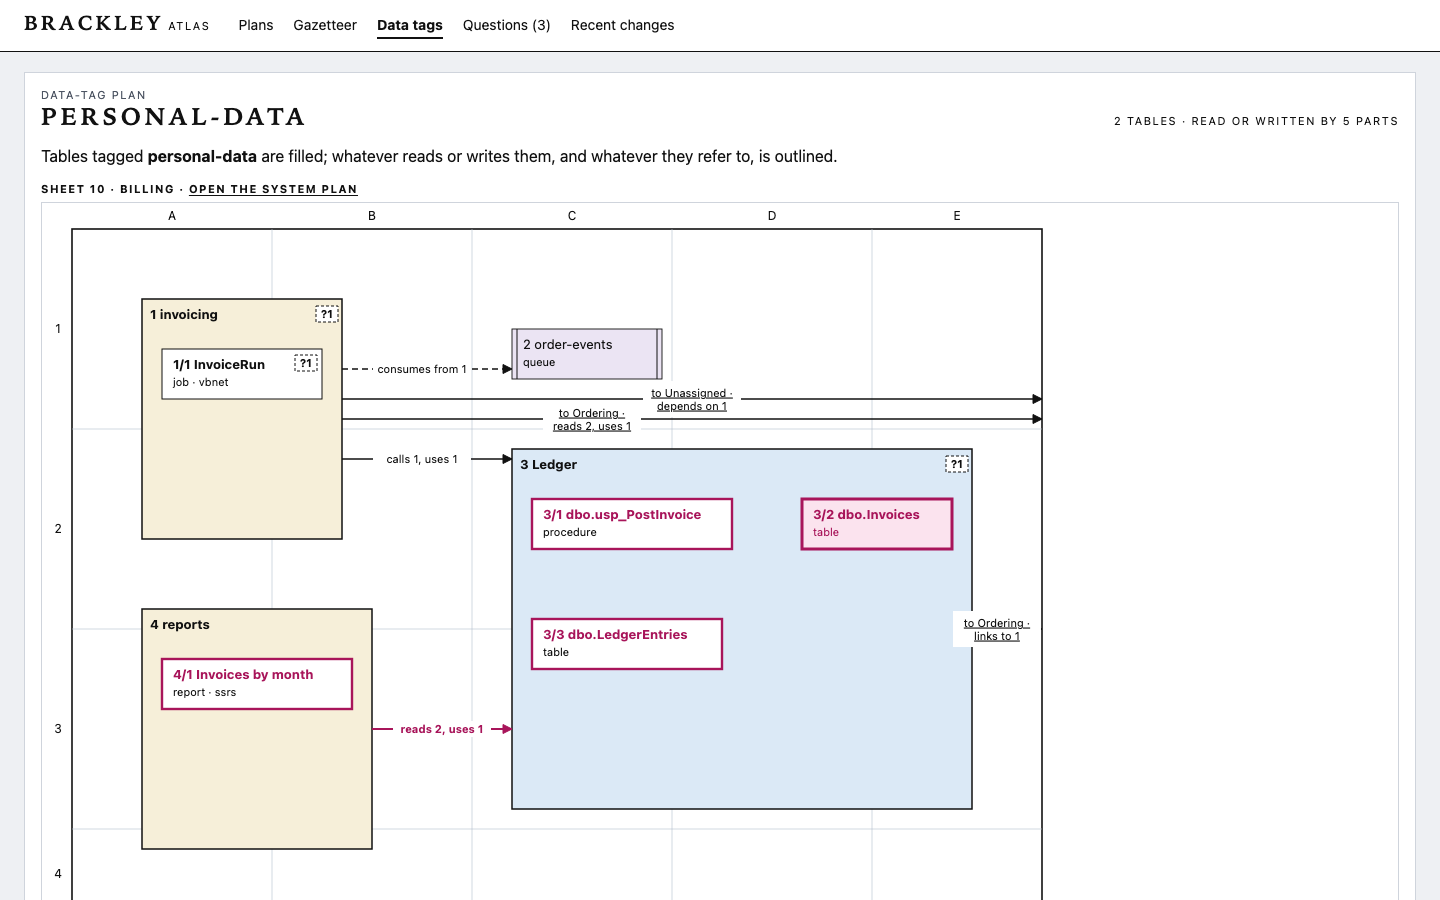 BRACKLEY ATLAS Plans Gazetteer Data tags Questions (3) Recent changes
DATA-TAG PLAN
PERSONAL-DATA
2 TABLES · READ OR WRITTEN BY 5 PARTS
Tables tagged personal-data are filled; whatever reads or writes them, and whatever they refer to, is outlined.
SHEET 10 · BILLING · OPEN THE SYSTEM PLAN
A B C D E
1
1 invoicing ?1
1/1 InvoiceRun ?1
job · vbnet
consumes from 1
2 order-events
queue
to Unassigned ·
depends on 1
to Ordering ·
reads 2, uses 1
calls 1, uses 1
2
3 Ledger ?1
3/1 dbo.usp_PostInvoice
procedure
3/2 dbo.Invoices
table
3/3 dbo.LedgerEntries
table
to Ordering ·
links to 1
4 reports
4/1 Invoices by month
report · ssrs
3
reads 2, uses 1
4